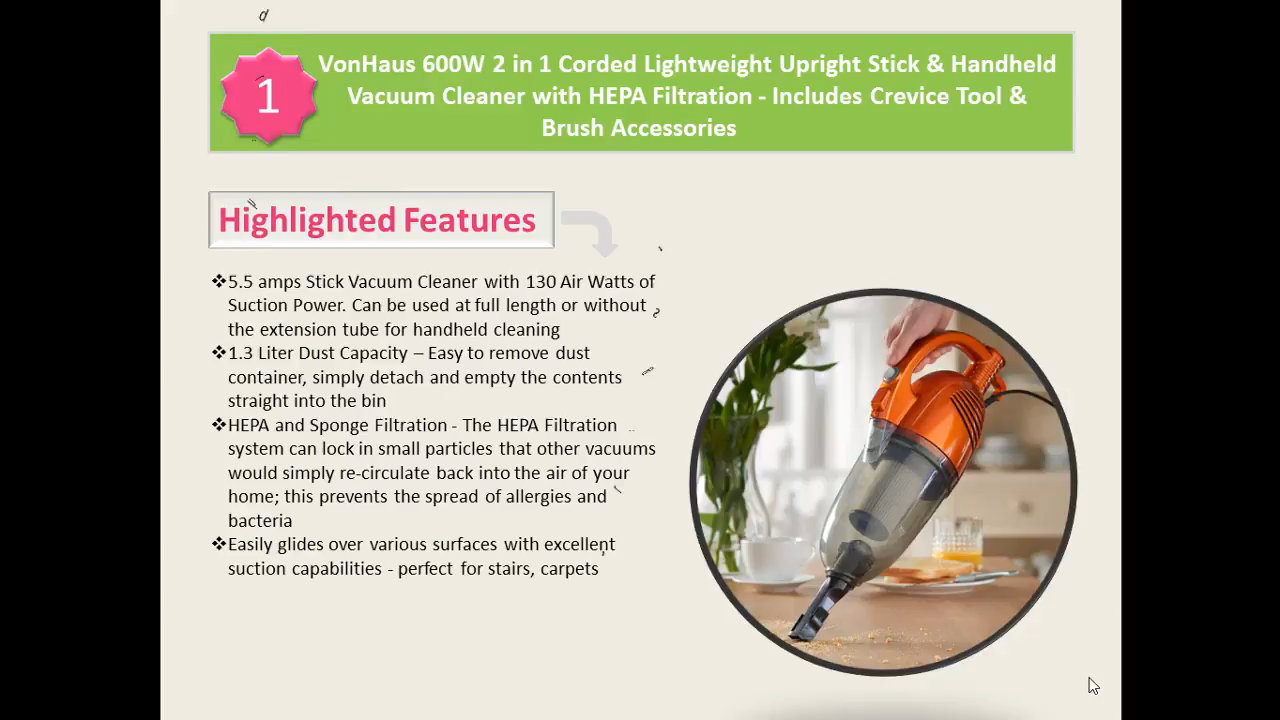 1
VonHaus 600W 2 in 1 Corded Lightweight Upright Stick & Handheld
Vacuum Cleaner with HEPA Filtration - Includes Crevice Tool &
Brush Accessories
Highlighted Features
❖5.5 amps Stick Vacuum Cleaner with 130 Air Watts of
Suction Power. Can be used at full length or without
the extension tube for handheld cleaning
❖1.3 Liter Dust Capacity – Easy to remove dust
container, simply detach and empty the contents
straight into the bin
❖HEPA and Sponge Filtration - The HEPA Filtration
system can lock in small particles that other vacuums
would simply re-circulate back into the air of your
home; this prevents the spread of allergies and
bacteria
❖Easily glides over various surfaces with excellent
suction capabilities - perfect for stairs, carpets